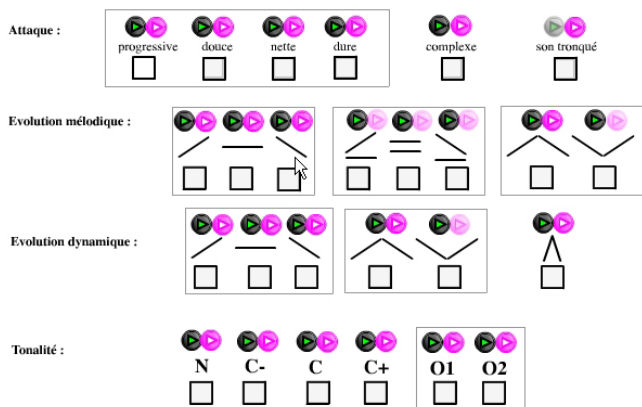 Attaque :
progressive douce nette dure complexe son tronqué
Evolution mélodique :
Evolution dynamique :
Tonalité :
N C- C C+ O1 O2